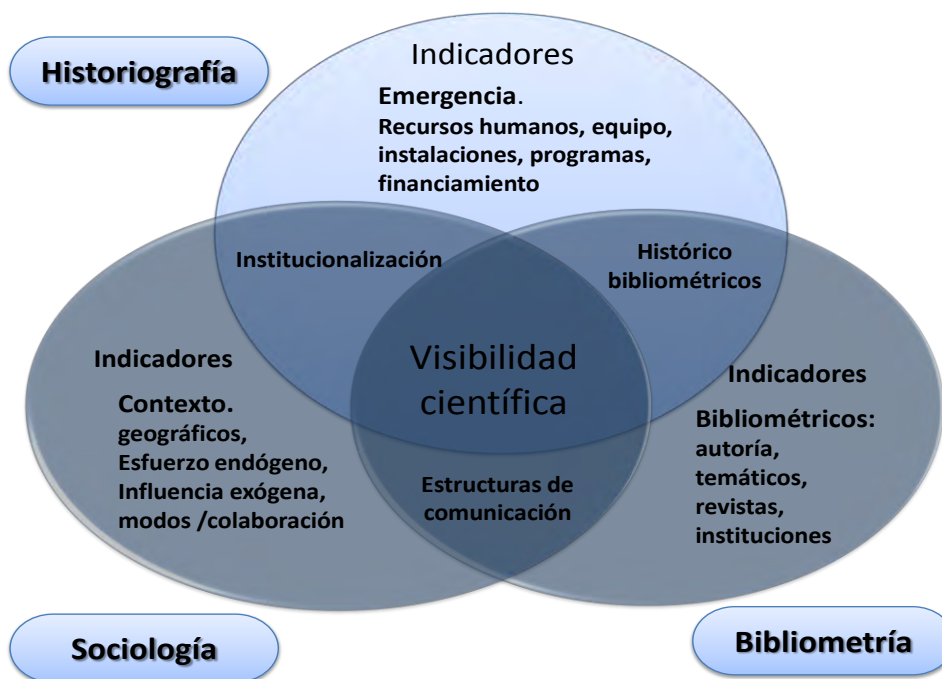 Historiografía
Indicadores
Emergencia.
Recursos humanos, equipo,
instalaciones, programas,
financiamiento
Institucionalización
Histórico
bibliométricos
Visibilidad
científica
Indicadores
Contexto.
geográficos,
Esfuerzo endógeno,
Influencia exógena,
modos /colaboración
Indicadores
Bibliométricos:
autoría,
temáticos,
revistas,
instituciones
Estructuras de
comunicación
Sociología
Bibliometría